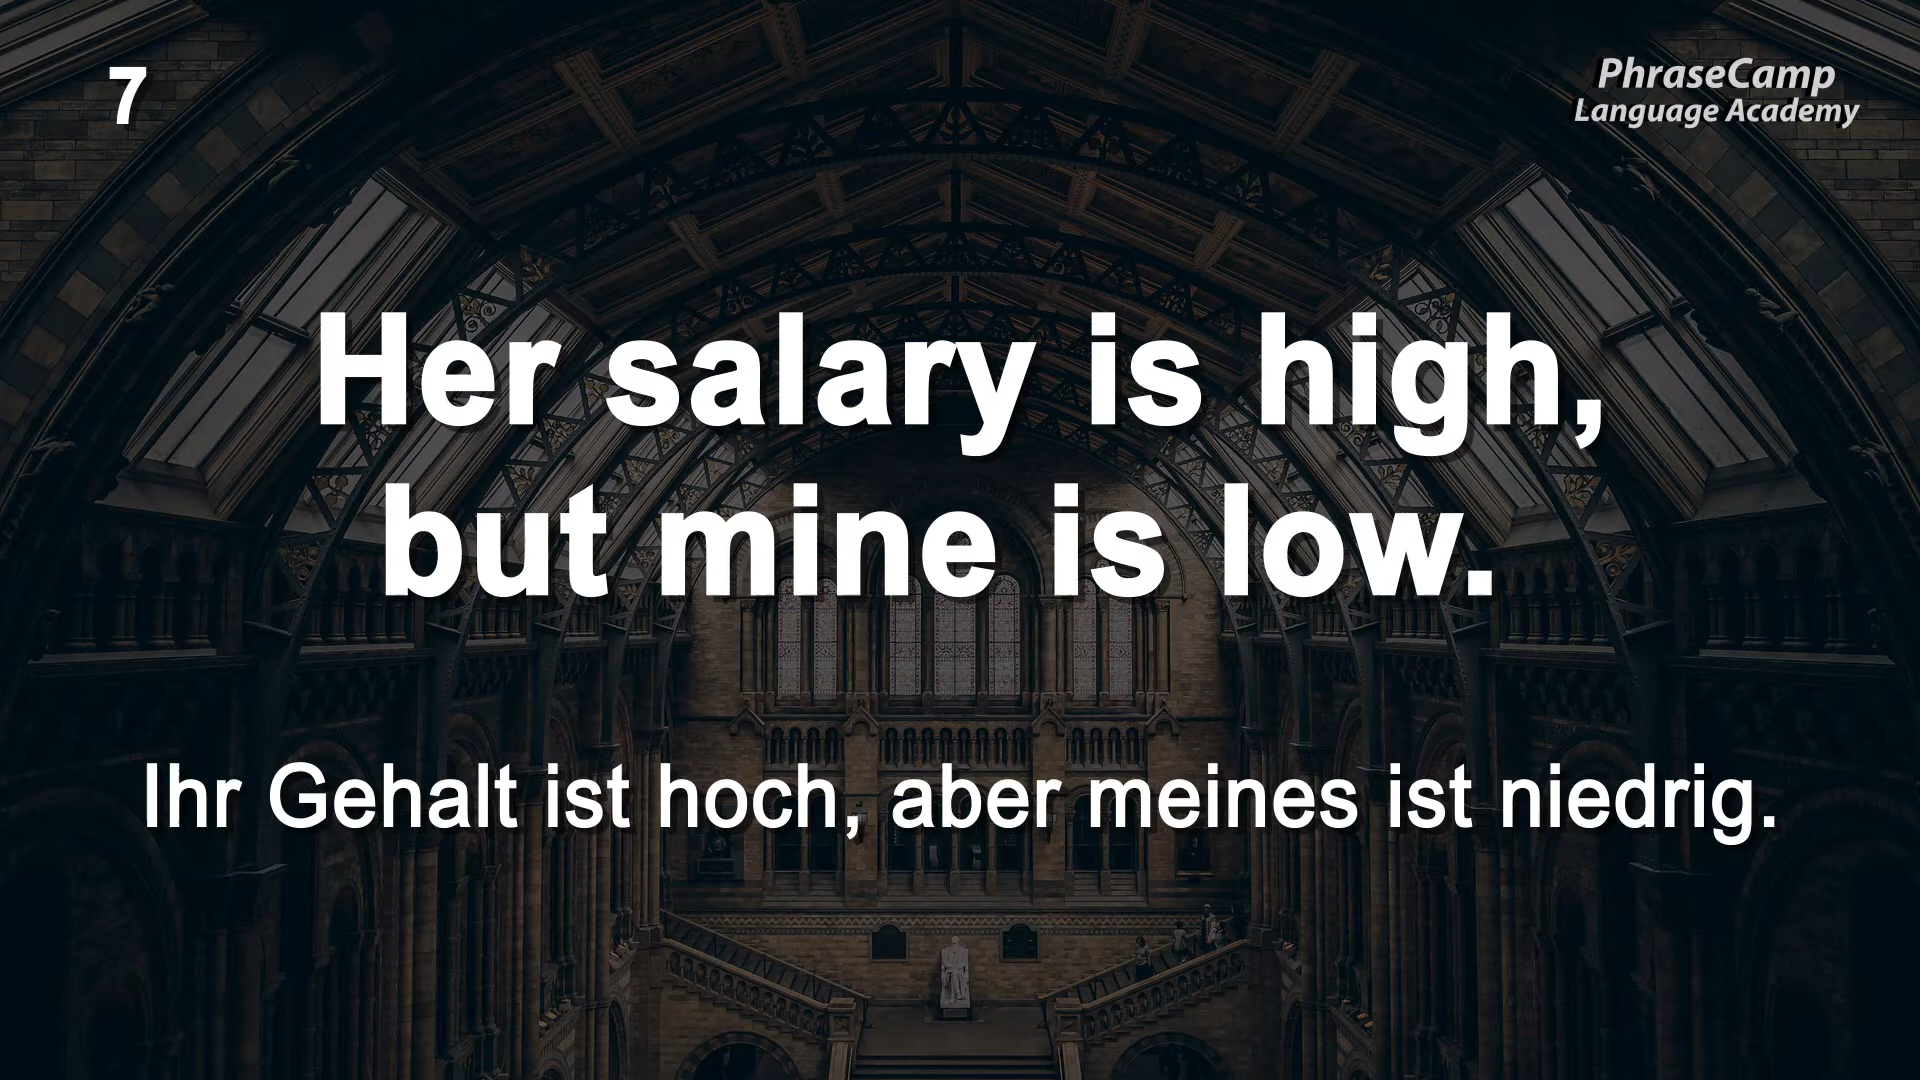 7
PhraseCamp
Language Academy
Her salary is high,
but mine is low.
Ihr Gehalt ist hoch, aber meines ist niedrig.